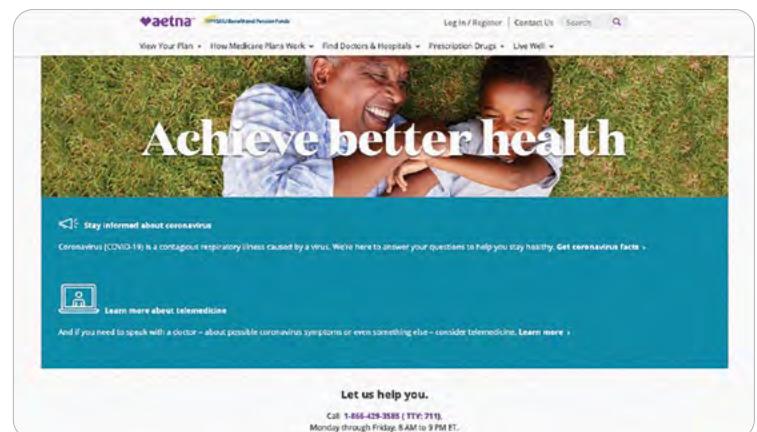 aetna
1199SEIU Benefit and Pension Funds
Log In / Register | Contact Us Search
View Your Plan How Medicare Plans Work Find Doctors & Hospitals Prescription Drugs Live Well
Achieve better health
Stay informed about coronavirus
Coronavirus (COVID-19) is a contagious respiratory illness caused by a virus. We're here to answer your questions to help you stay healthy. Get coronavirus facts ›
Learn more about telemedicine
And if you need to speak with a doctor – about possible coronavirus symptoms or even something else – consider telemedicine. Learn more ›
Let us help you.
Call 1-866-429-3585 ( TTY: 711),
Monday through Friday, 8 AM to 9 PM ET.